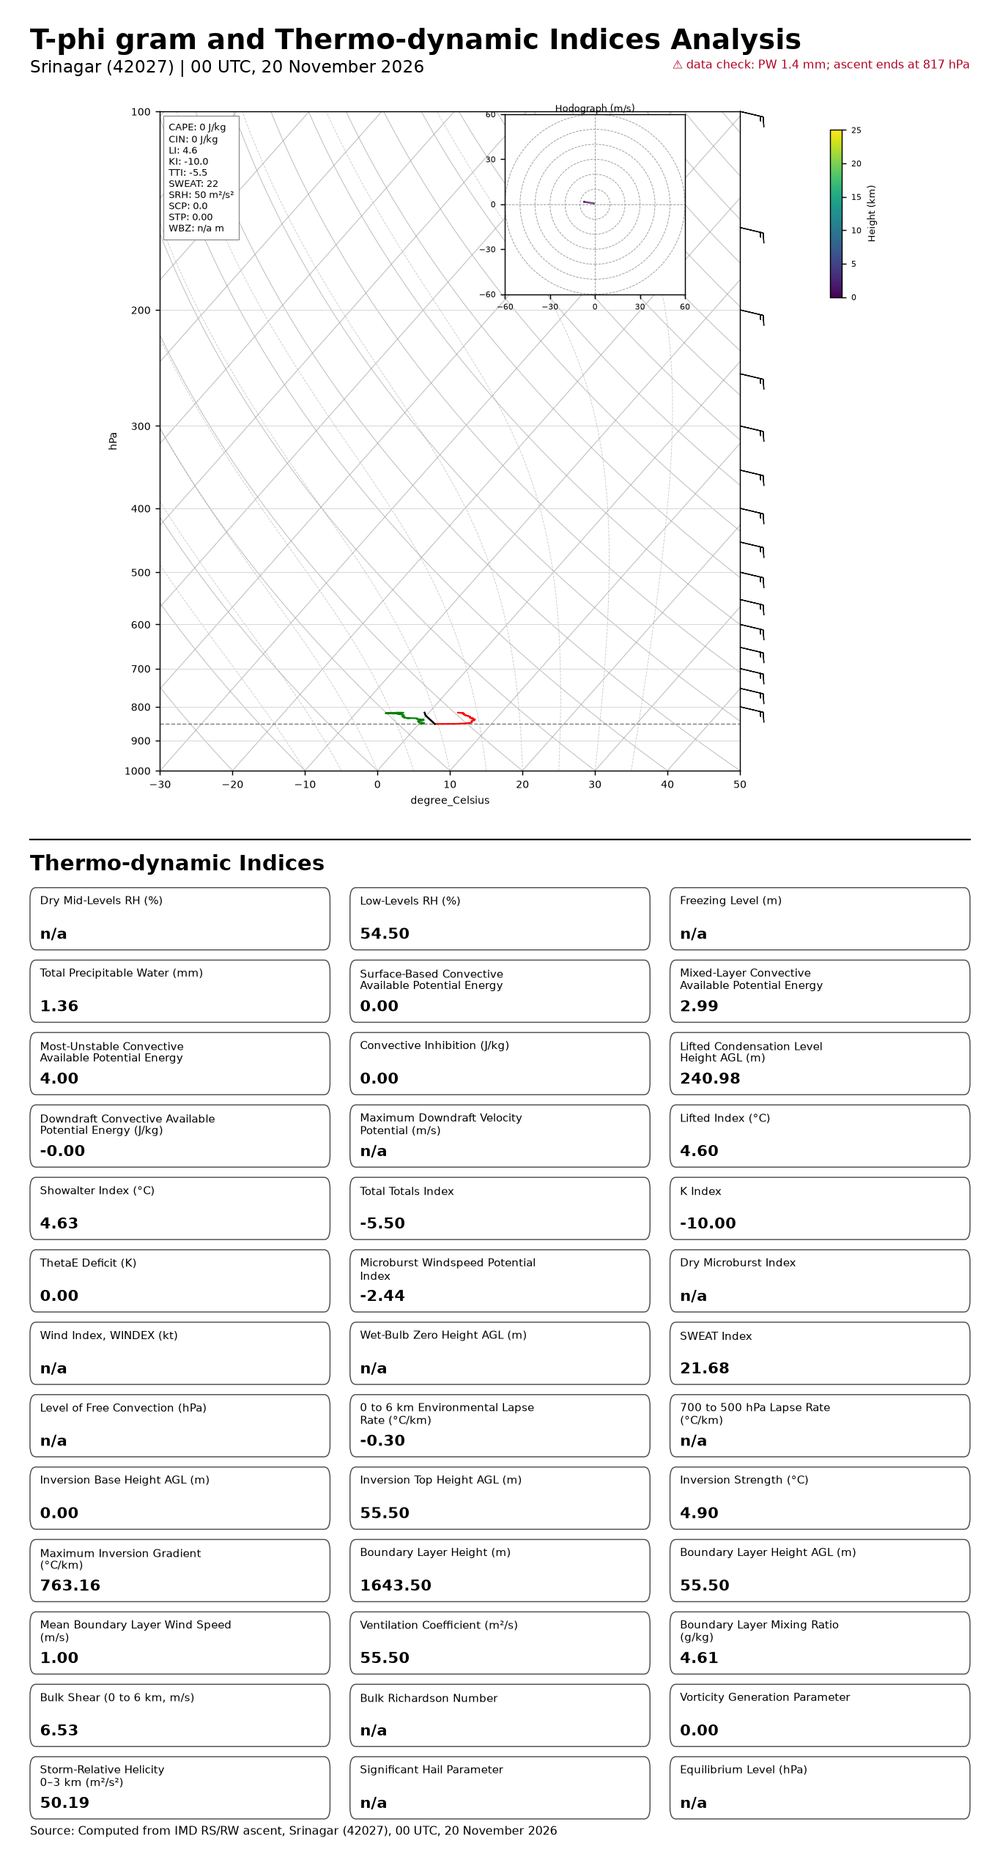 T-phi gram and Thermo-dynamic Indices Analysis
Srinagar (42027) | 00 UTC, 20 November 2026
⚠ data check: PW 1.4 mm; ascent ends at 817 hPa
Hodograph (m/s)
CAPE: 0 J/kg
CIN: 0 J/kg
LI: 4.6
KI: -10.0
TTI: -5.5
SWEAT: 22
SRH: 50 m²/s²
SCP: 0.0
STP: 0.00
WBZ: n/a m
60
30
0
−30
−60
−60 −30 0 30 60
25
20
15
10
5
0
Height (km)
100
200
300
400
500
600
700
800
900
1000
hPa
−30 −20 −10 0 10 20 30 40 50
degree_Celsius
Thermo-dynamic Indices
Dry Mid-Levels RH (%)
n/a
Low-Levels RH (%)
54.50
Freezing Level (m)
n/a
Total Precipitable Water (mm)
1.36
Surface-Based Convective
Available Potential Energy
0.00
Mixed-Layer Convective
Available Potential Energy
2.99
Most-Unstable Convective
Available Potential Energy
4.00
Convective Inhibition (J/kg)
0.00
Lifted Condensation Level
Height AGL (m)
240.98
Downdraft Convective Available
Potential Energy (J/kg)
-0.00
Maximum Downdraft Velocity
Potential (m/s)
n/a
Lifted Index (°C)
4.60
Showalter Index (°C)
4.63
Total Totals Index
-5.50
K Index
-10.00
ThetaE Deficit (K)
0.00
Microburst Windspeed Potential
Index
-2.44
Dry Microburst Index
n/a
Wind Index, WINDEX (kt)
n/a
Wet-Bulb Zero Height AGL (m)
n/a
SWEAT Index
21.68
Level of Free Convection (hPa)
n/a
0 to 6 km Environmental Lapse
Rate (°C/km)
-0.30
700 to 500 hPa Lapse Rate
(°C/km)
n/a
Inversion Base Height AGL (m)
0.00
Inversion Top Height AGL (m)
55.50
Inversion Strength (°C)
4.90
Maximum Inversion Gradient
(°C/km)
763.16
Boundary Layer Height (m)
1643.50
Boundary Layer Height AGL (m)
55.50
Mean Boundary Layer Wind Speed
(m/s)
1.00
Ventilation Coefficient (m²/s)
55.50
Boundary Layer Mixing Ratio
(g/kg)
4.61
Bulk Shear (0 to 6 km, m/s)
6.53
Bulk Richardson Number
n/a
Vorticity Generation Parameter
0.00
Storm-Relative Helicity
0–3 km (m²/s²)
50.19
Significant Hail Parameter
n/a
Equilibrium Level (hPa)
n/a
Source: Computed from IMD RS/RW ascent, Srinagar (42027), 00 UTC, 20 November 2026